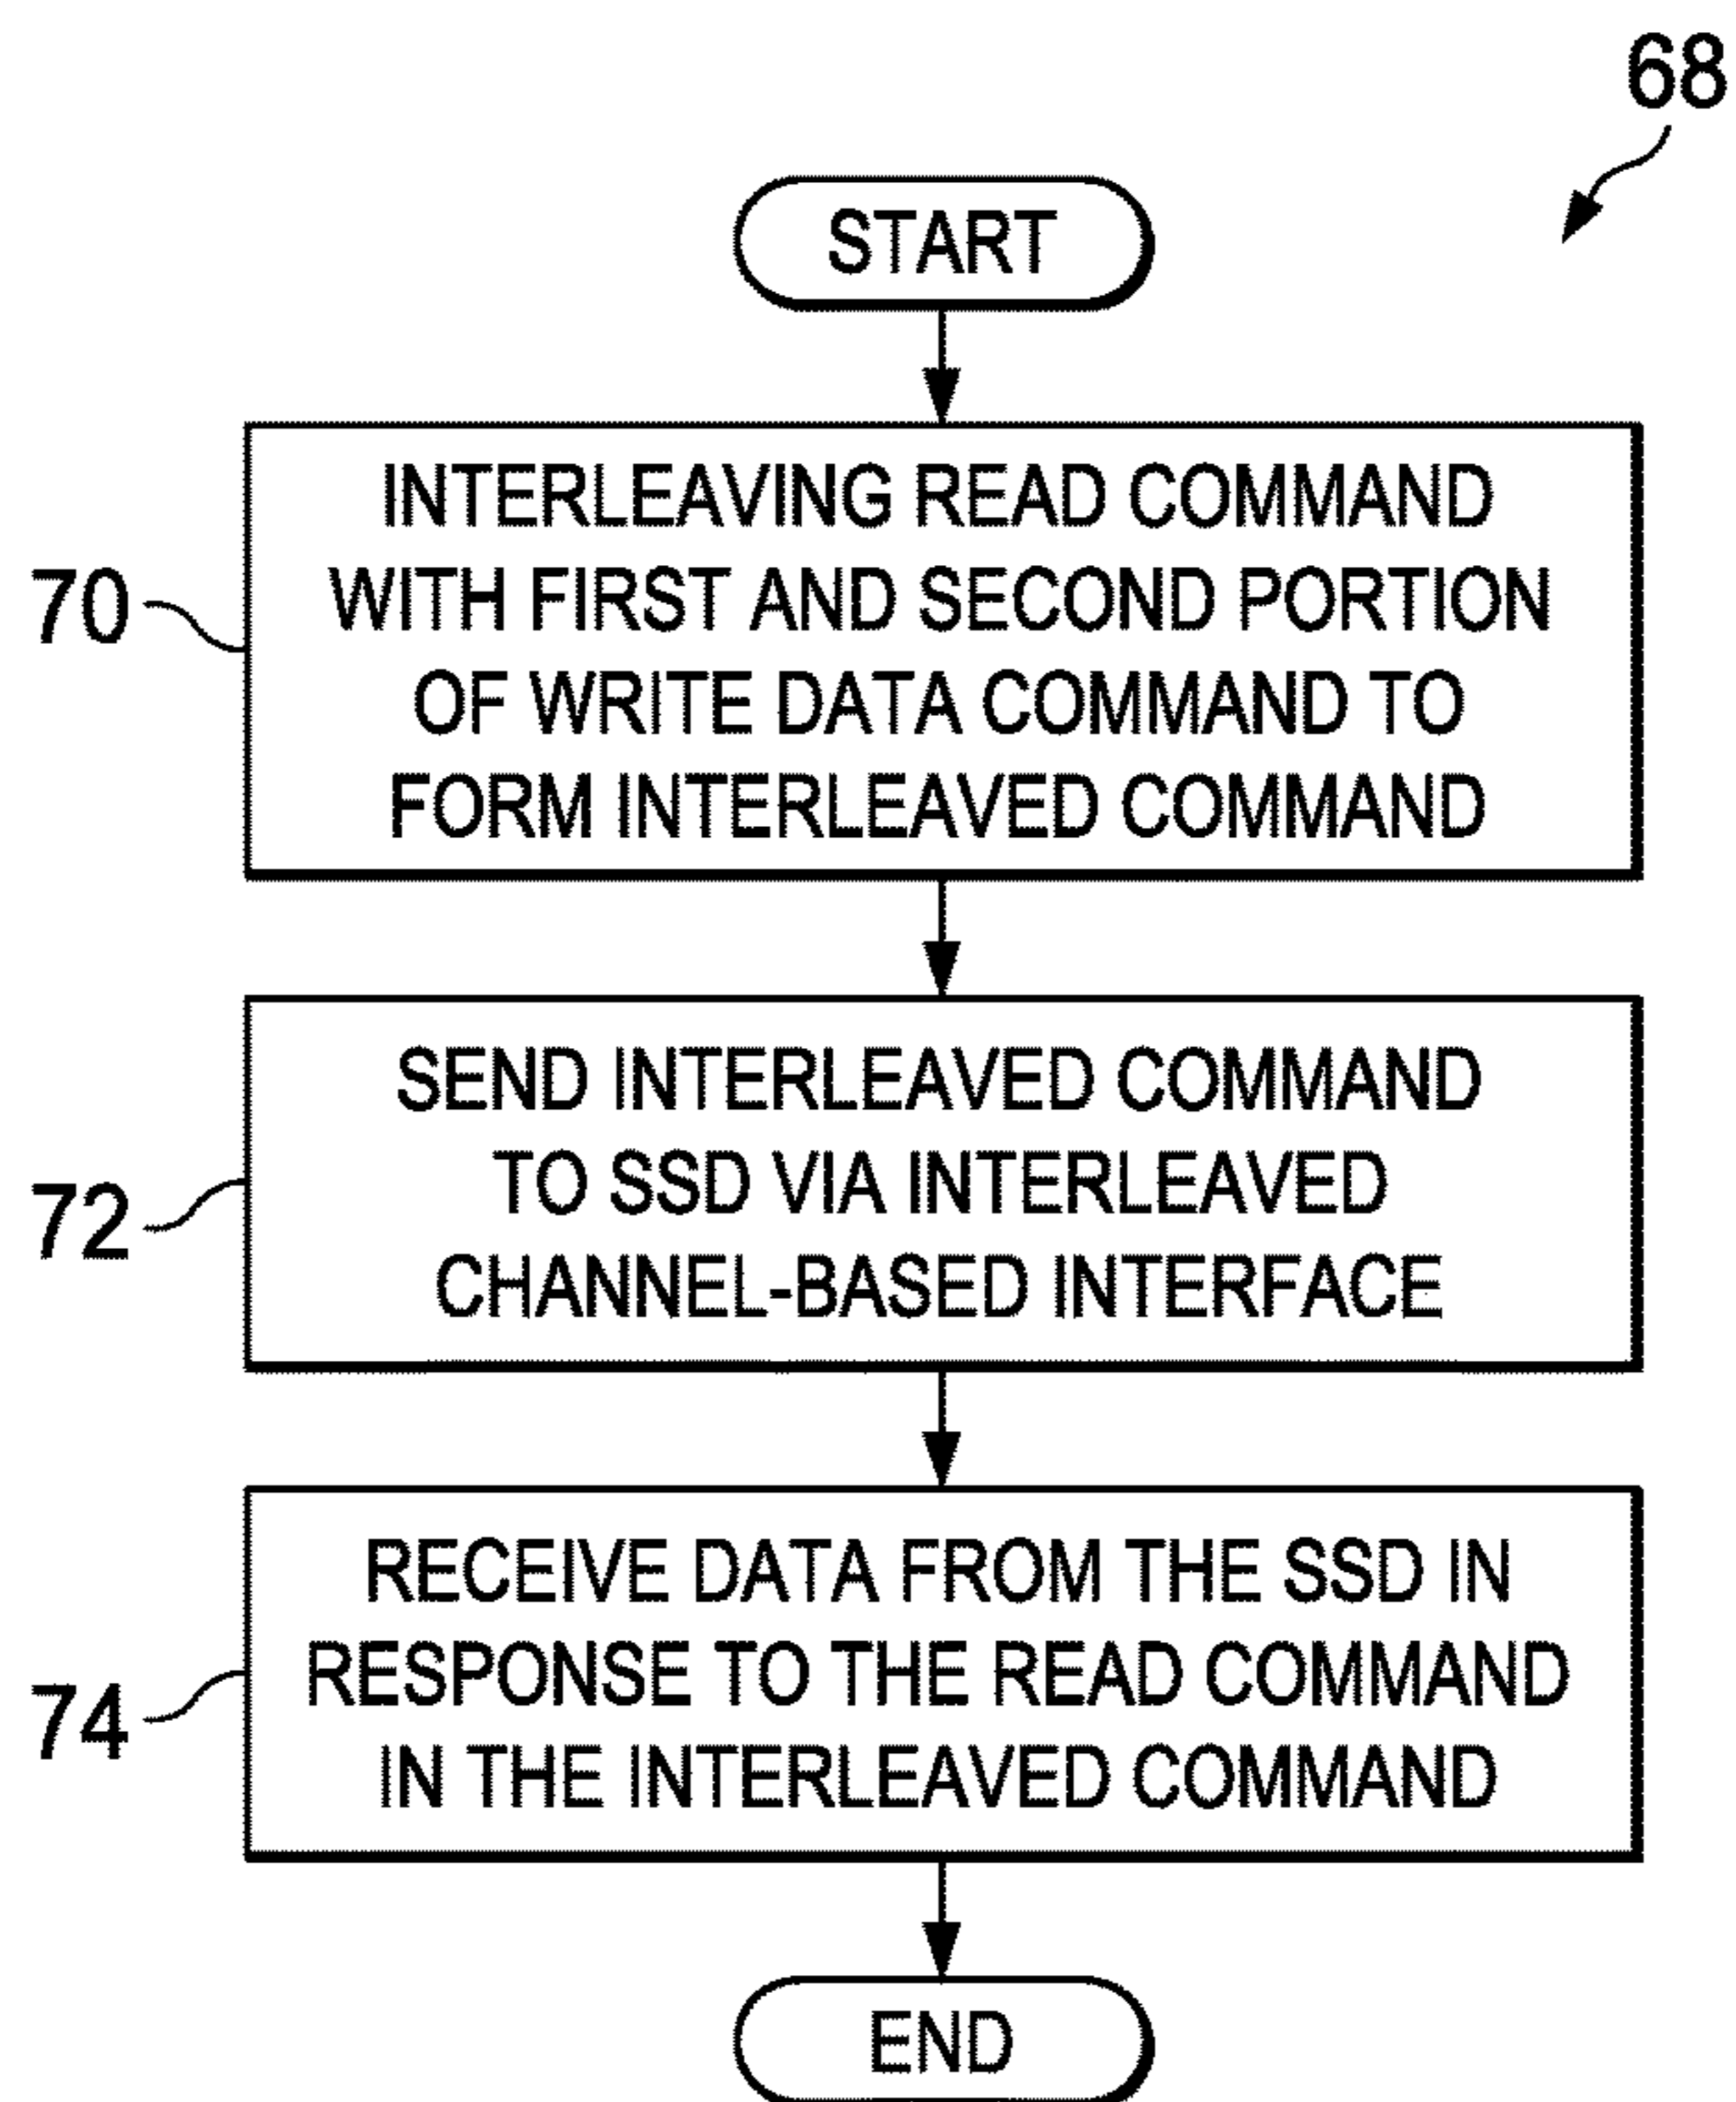 68
START
INTERLEAVING READ COMMAND
WITH FIRST AND SECOND PORTION
OF WRITE DATA COMMAND TO
FORM INTERLEAVED COMMAND
70
SEND INTERLEAVED COMMAND
TO SSD VIA INTERLEAVED
CHANNEL-BASED INTERFACE
72
RECEIVE DATA FROM THE SSD IN
RESPONSE TO THE READ COMMAND
IN THE INTERLEAVED COMMAND
74
END